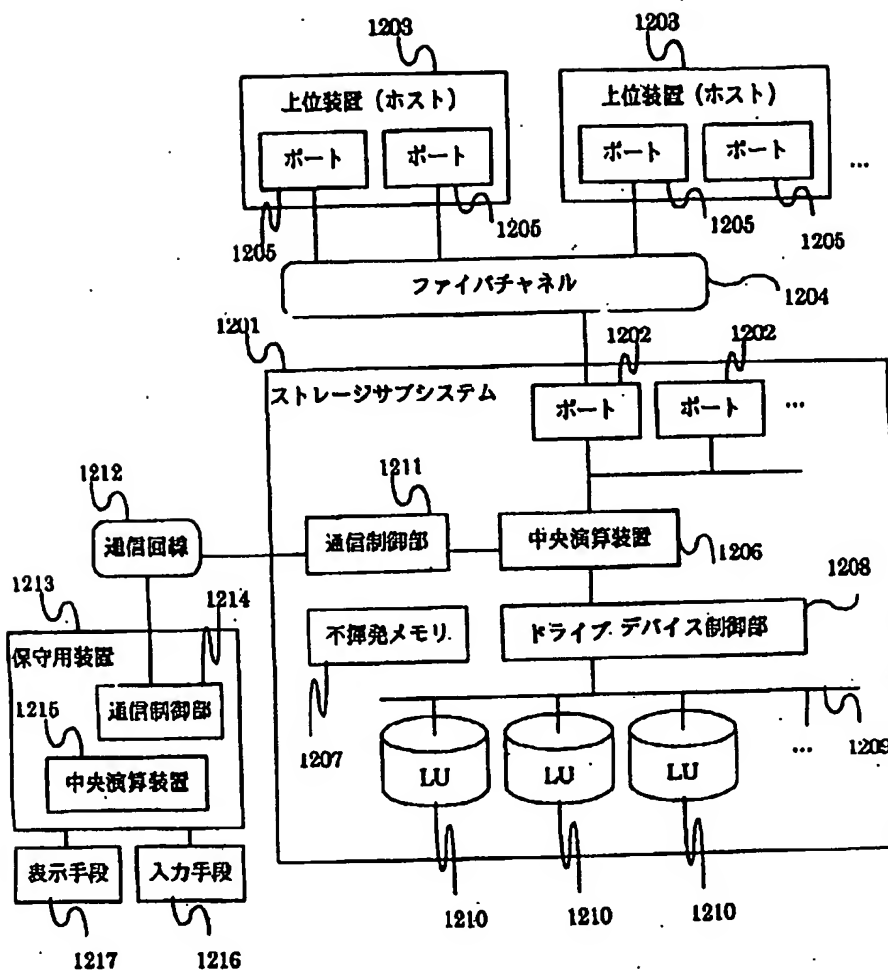 1203
1203
上位装置 (ホスト)
上位装置 (ホスト)
ポート
ポート
ポート
ポート
...
1205
1205
1205
1205
ファイバチャネル
1204
1201
1202
1202
ストレージサブシステム
ポート
ポート
...
1212
1211
通信回線
通信制御部
中央演算装置
1206
1213
1214
1208
保守用装置
不揮発メモリ
ドライブ デバイス制御部
通信制御部
1215
1207
...
1209
中央演算装置
LU
LU
LU
表示手段
入力手段
1210
1210
1210
1217
1216